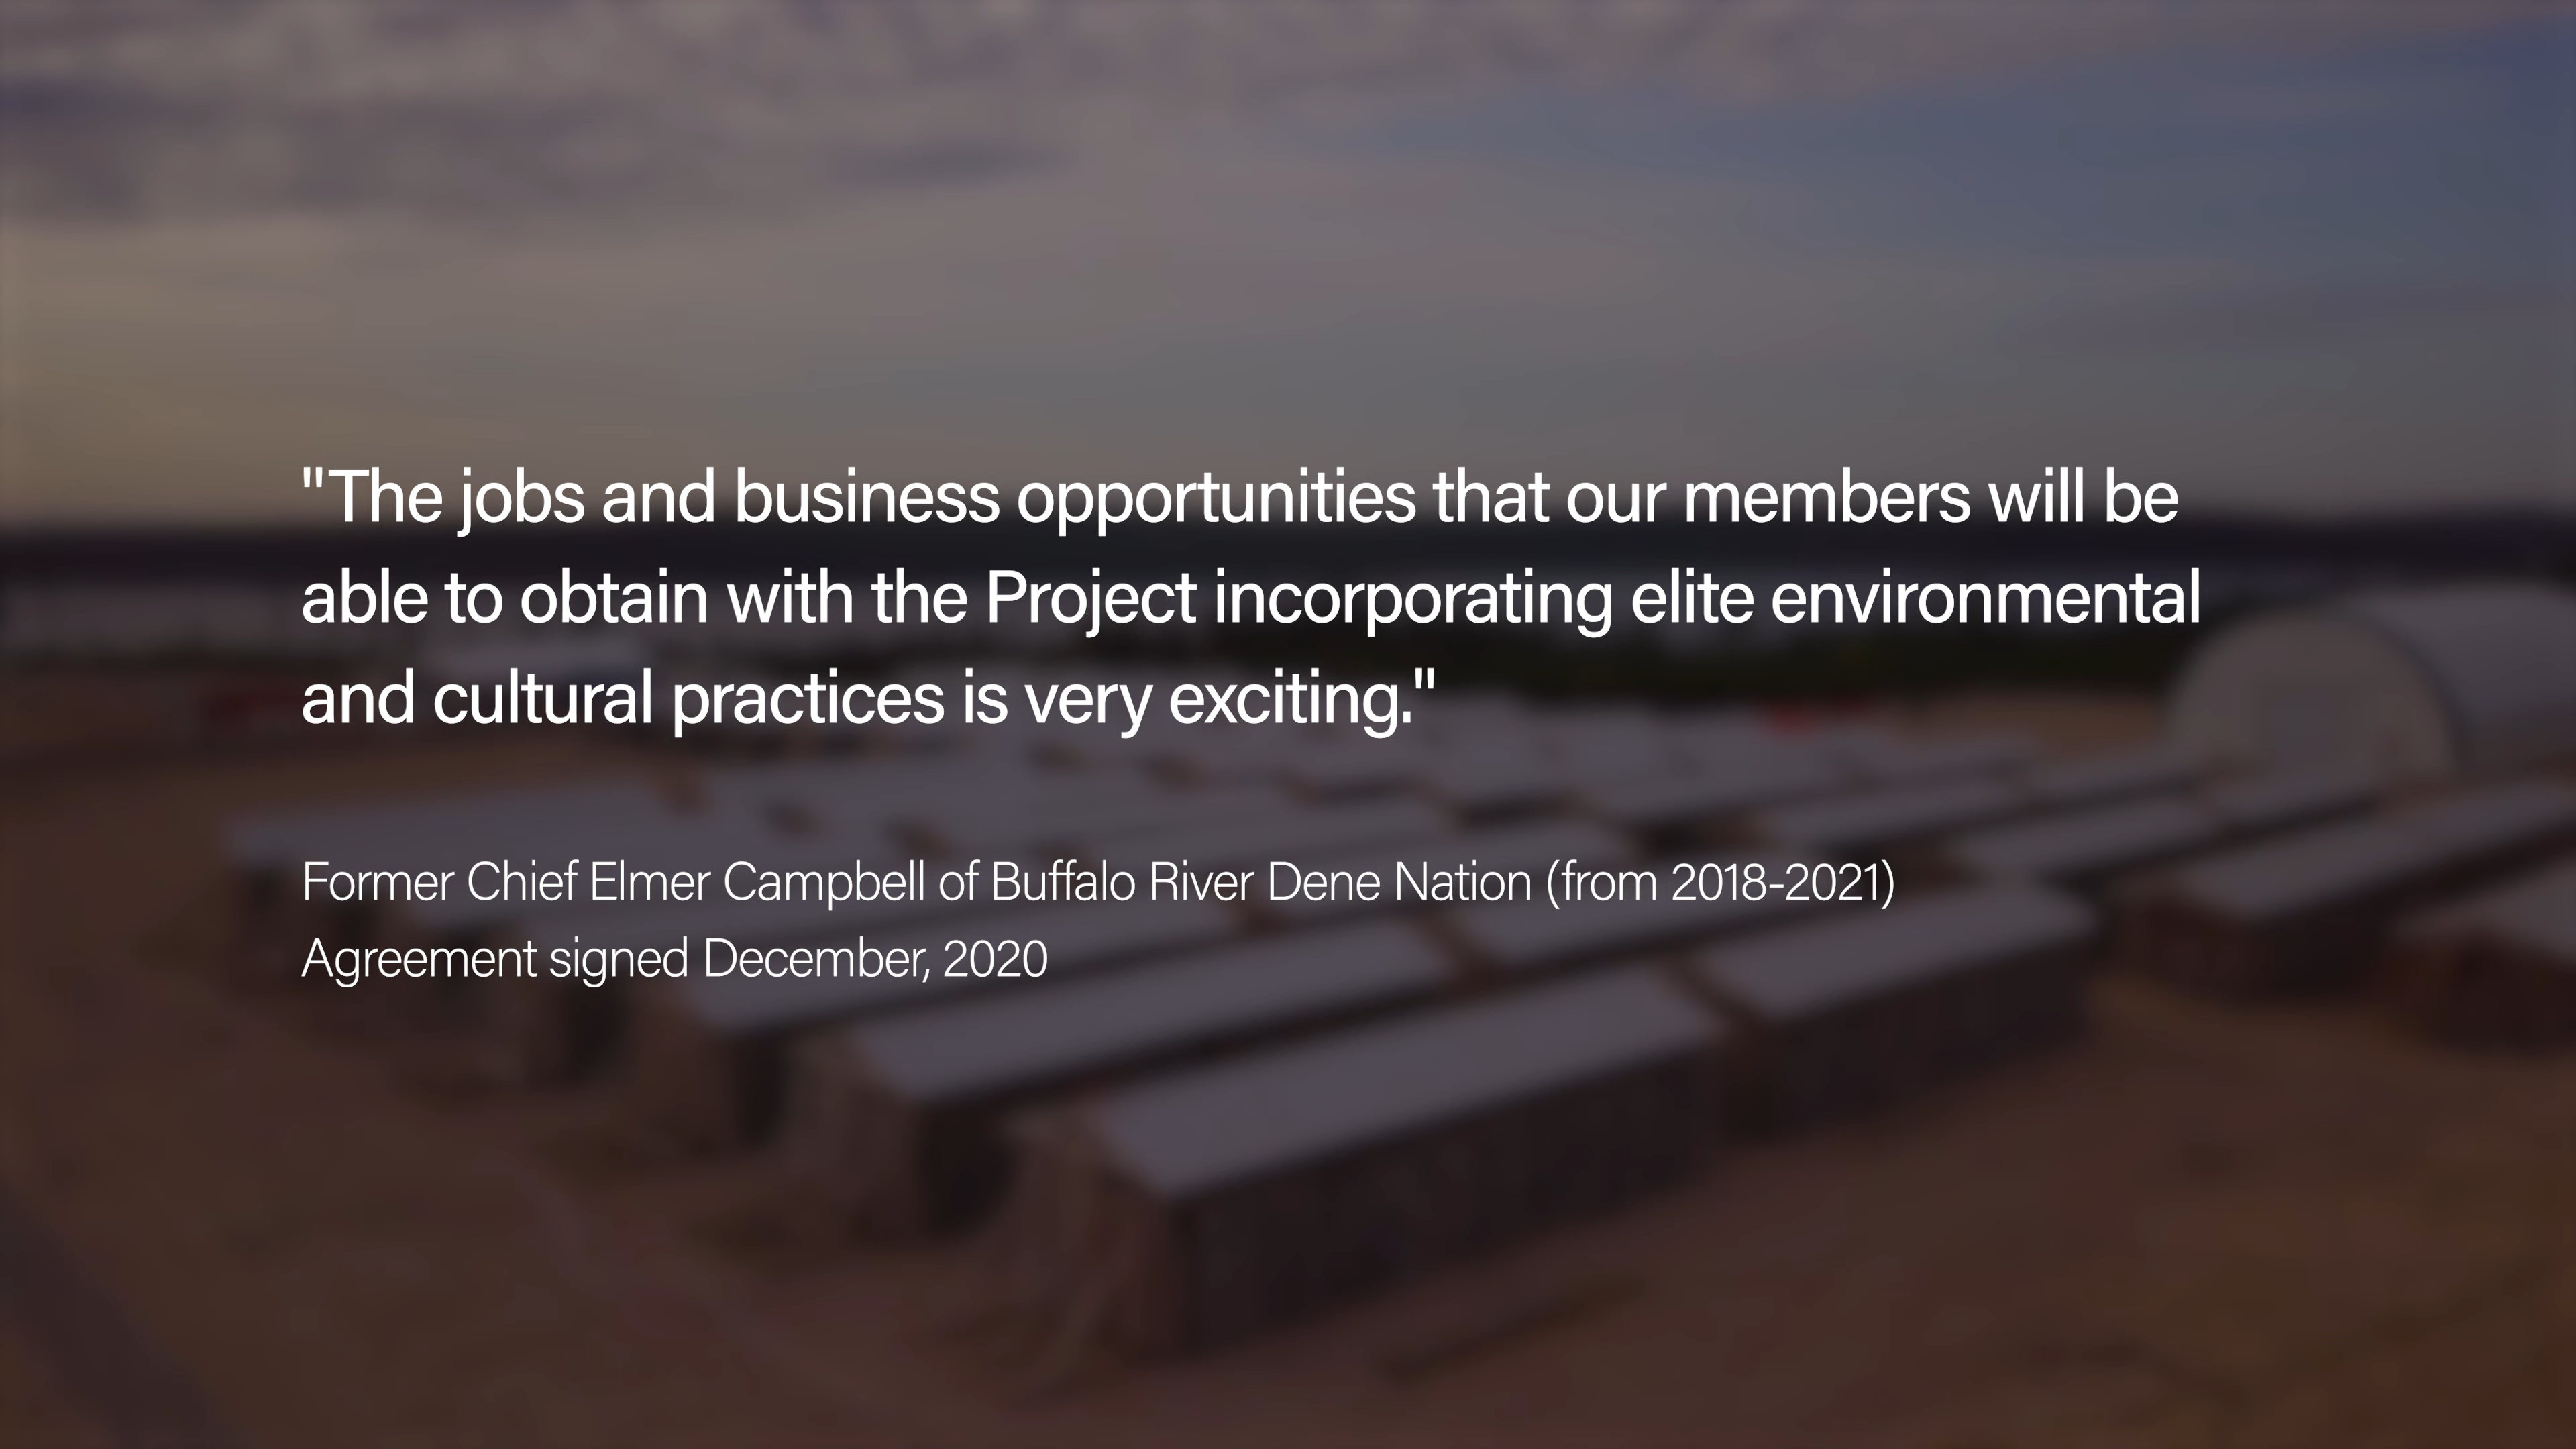 "The jobs and business opportunities that our members will be
able to obtain with the Project incorporating elite environmental
and cultural practices is very exciting."
Former Chief Elmer Campbell of Buffalo River Dene Nation (from 2018-2021)
Agreement signed December, 2020